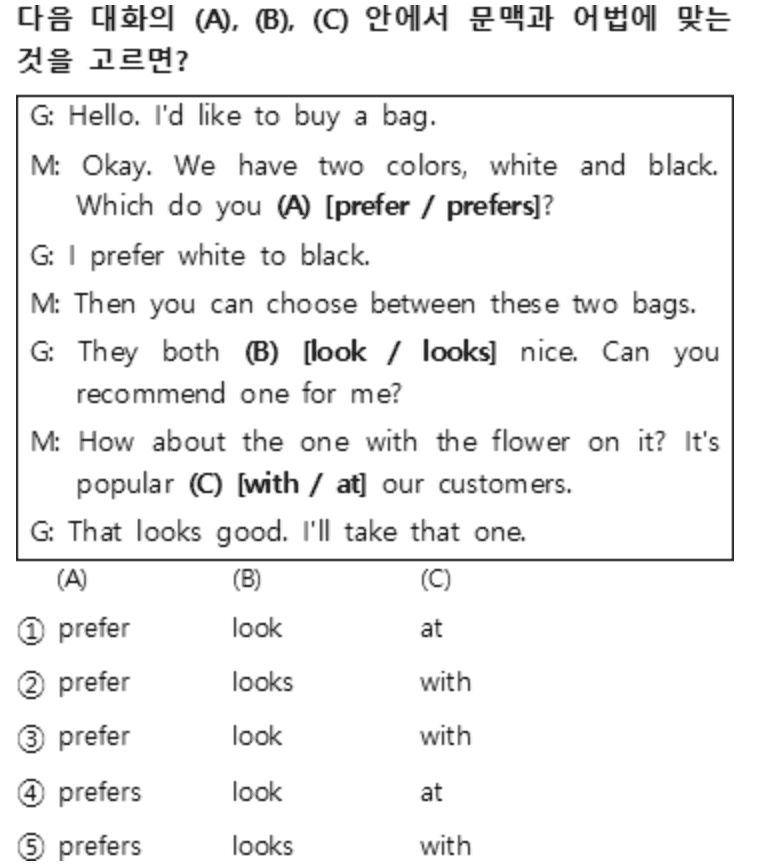 다음 대화의 (A), (B), (C) 안에서 문맥과 어법에 맞는
것을 고르면?
G: Hello. I'd like to buy a bag.
M: Okay. We have two colors, white and black.
Which do you (A) [prefer / prefers]?
G: I prefer white to black.
M: Then you can choose between these two bags.
G: They both (B) [look / looks] nice. Can you
recommend one for me?
M: How about the one with the flower on it? It's
popular (C) [with / at] our customers.
G: That looks good. I'll take that one.
(A) (B) (C)
① prefer look at
② prefer looks with
③ prefer look with
④ prefers look at
⑤ prefers looks with